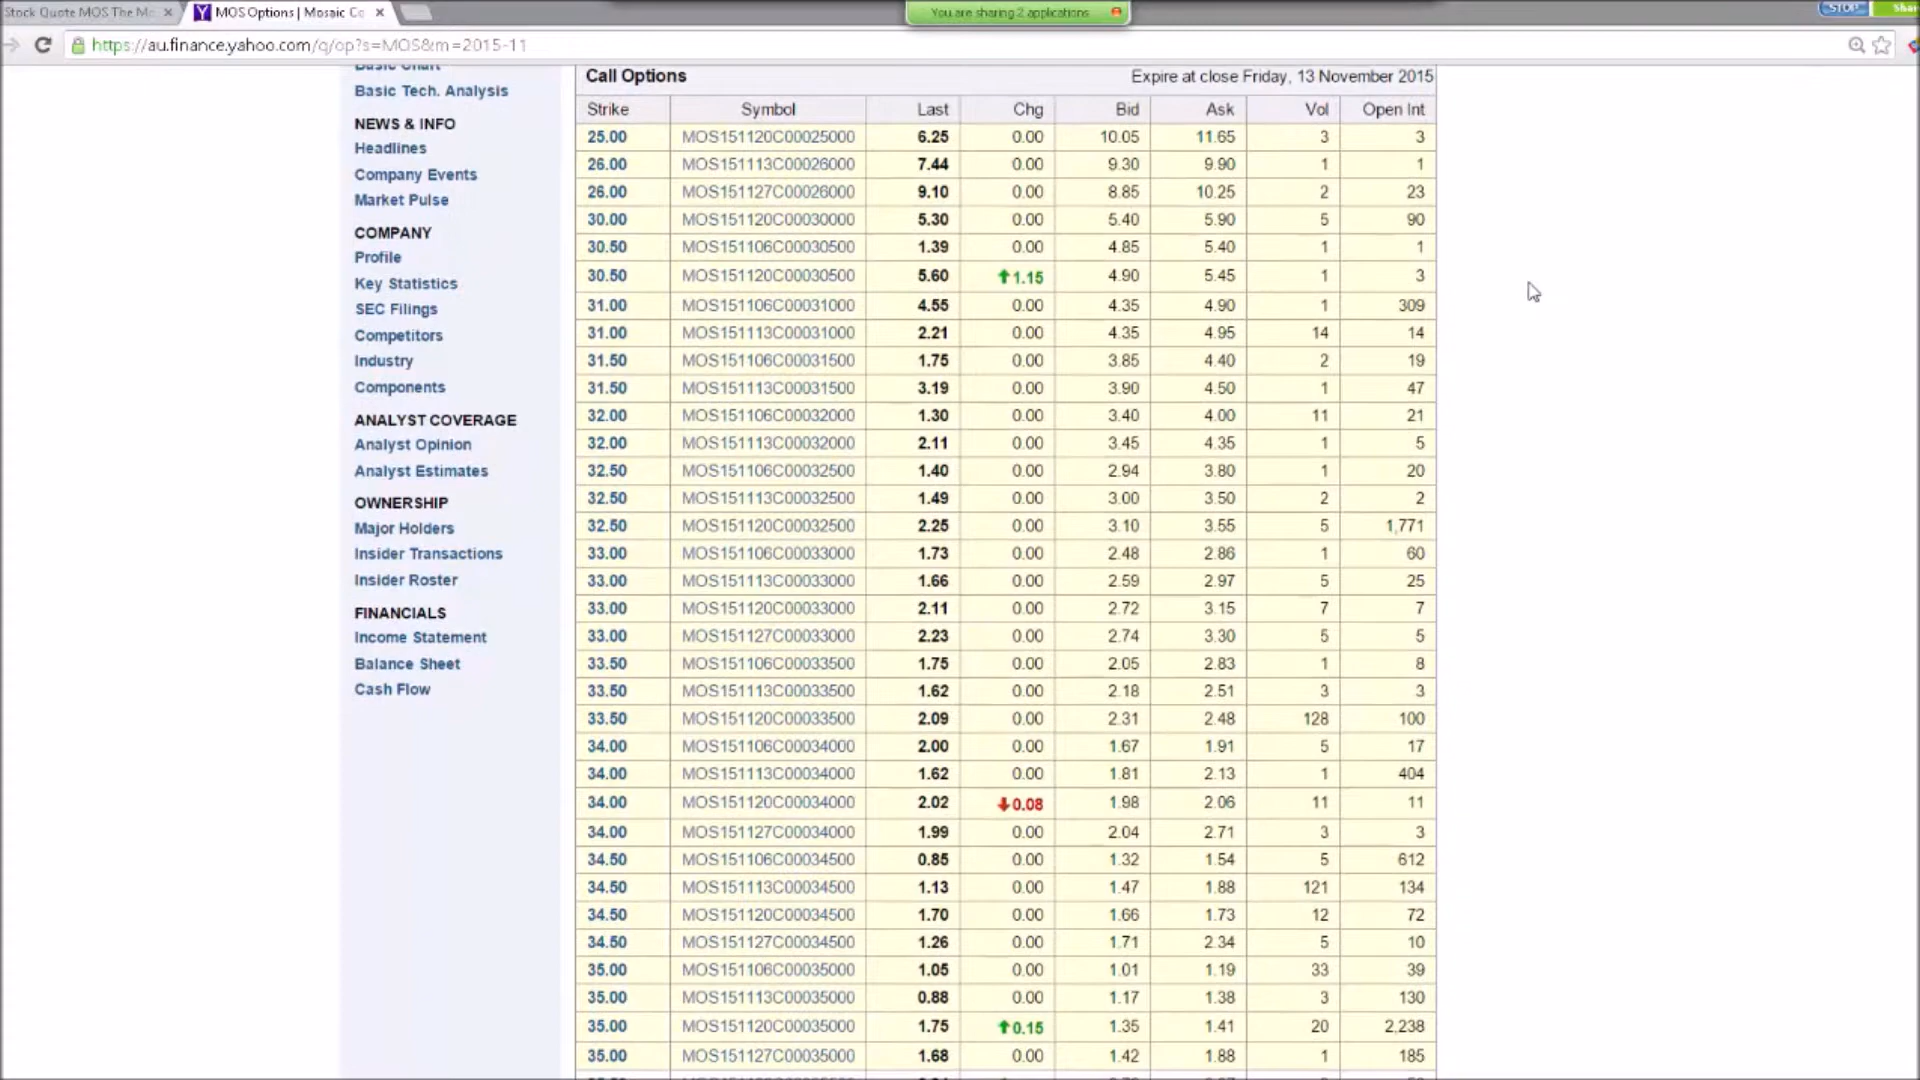 Stock Quote MOS The Mo
MOS Options | Mosaic Co
You are sharing 2 applications
STOP
Shar
https://au.finance.yahoo.com/q/op?s=MOS&m=2015-11
Basic Chart
Basic Tech. Analysis
NEWS & INFO
Headlines
Company Events
Market Pulse
COMPANY
Profile
Key Statistics
SEC Filings
Competitors
Industry
Components
ANALYST COVERAGE
Analyst Opinion
Analyst Estimates
OWNERSHIP
Major Holders
Insider Transactions
Insider Roster
FINANCIALS
Income Statement
Balance Sheet
Cash Flow
Call Options Expire at close Friday, 13 November 2015
Strike Symbol Last Chg Bid Ask Vol Open Int
25.00 MOS151120C00025000 6.25 0.00 10.05 11.65 3 3
26.00 MOS151113C00026000 7.44 0.00 9.30 9.90 1 1
26.00 MOS151127C00026000 9.10 0.00 8.85 10.25 2 23
30.00 MOS151120C00030000 5.30 0.00 5.40 5.90 5 90
30.50 MOS151106C00030500 1.39 0.00 4.85 5.40 1 1
30.50 MOS151120C00030500 5.60 1.15 4.90 5.45 1 3
31.00 MOS151106C00031000 4.55 0.00 4.35 4.90 1 309
31.00 MOS151113C00031000 2.21 0.00 4.35 4.95 14 14
31.50 MOS151106C00031500 1.75 0.00 3.85 4.40 2 19
31.50 MOS151113C00031500 3.19 0.00 3.90 4.50 1 47
32.00 MOS151106C00032000 1.30 0.00 3.40 4.00 11 21
32.00 MOS151113C00032000 2.11 0.00 3.45 4.35 1 5
32.50 MOS151106C00032500 1.40 0.00 2.94 3.80 1 20
32.50 MOS151113C00032500 1.49 0.00 3.00 3.50 2 2
32.50 MOS151120C00032500 2.25 0.00 3.10 3.55 5 1,771
33.00 MOS151106C00033000 1.73 0.00 2.48 2.86 1 60
33.00 MOS151113C00033000 1.66 0.00 2.59 2.97 5 25
33.00 MOS151120C00033000 2.11 0.00 2.72 3.15 7 7
33.00 MOS151127C00033000 2.23 0.00 2.74 3.30 5 5
33.50 MOS151106C00033500 1.75 0.00 2.05 2.83 1 8
33.50 MOS151113C00033500 1.62 0.00 2.18 2.51 3 3
33.50 MOS151120C00033500 2.09 0.00 2.31 2.48 128 100
34.00 MOS151106C00034000 2.00 0.00 1.67 1.91 5 17
34.00 MOS151113C00034000 1.62 0.00 1.81 2.13 1 404
34.00 MOS151120C00034000 2.02 0.08 1.98 2.06 11 11
34.00 MOS151127C00034000 1.99 0.00 2.04 2.71 3 3
34.50 MOS151106C00034500 0.85 0.00 1.32 1.54 5 612
34.50 MOS151113C00034500 1.13 0.00 1.47 1.88 121 134
34.50 MOS151120C00034500 1.70 0.00 1.66 1.73 12 72
34.50 MOS151127C00034500 1.26 0.00 1.71 2.34 5 10
35.00 MOS151106C00035000 1.05 0.00 1.01 1.19 33 39
35.00 MOS151113C00035000 0.88 0.00 1.17 1.38 3 130
35.00 MOS151120C00035000 1.75 0.15 1.35 1.41 20 2,238
35.00 MOS151127C00035000 1.68 0.00 1.42 1.88 1 185